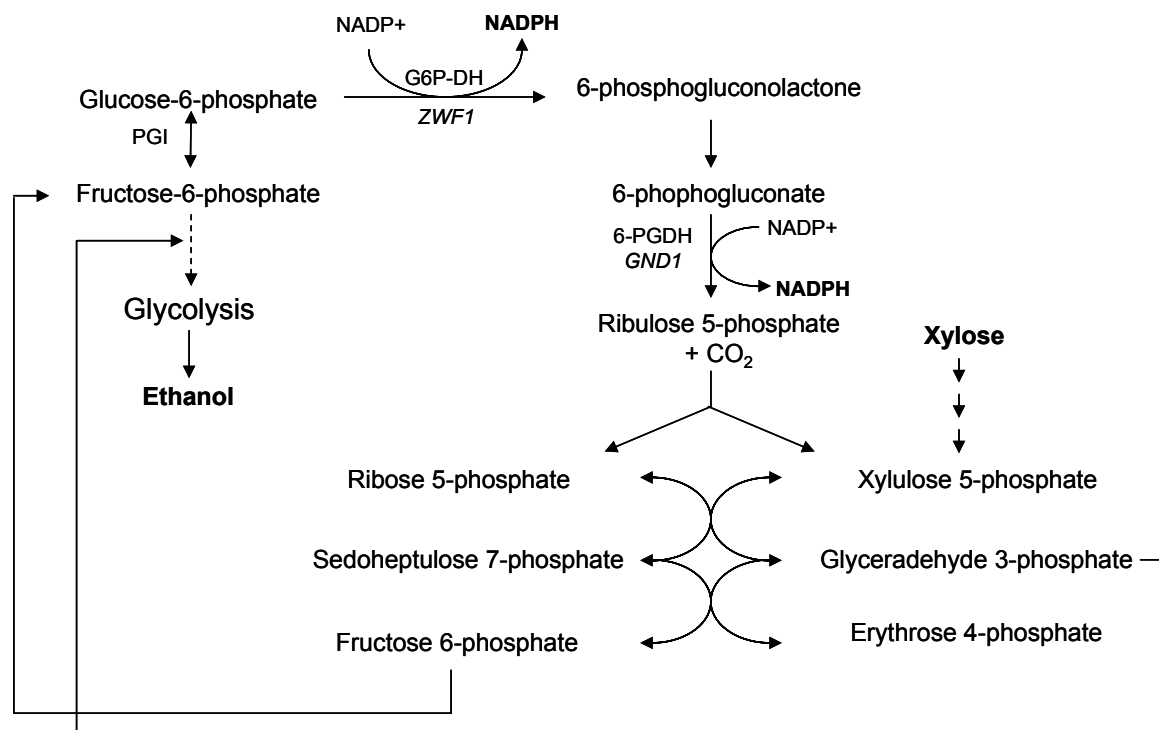 NADP+
NADPH
G6P-DH
Glucose-6-phosphate
6-phosphogluconolactone
ZWF1
PGI
Fructose-6-phosphate
6-phophogluconate
6-PGDH
NADP+
GND1
NADPH
Glycolysis
Ribulose 5-phosphate
+ CO₂
Xylose
Ethanol
Ribose 5-phosphate
Xylulose 5-phosphate
Sedoheptulose 7-phosphate
Glyceradehyde 3-phosphate
Fructose 6-phosphate
Erythrose 4-phosphate